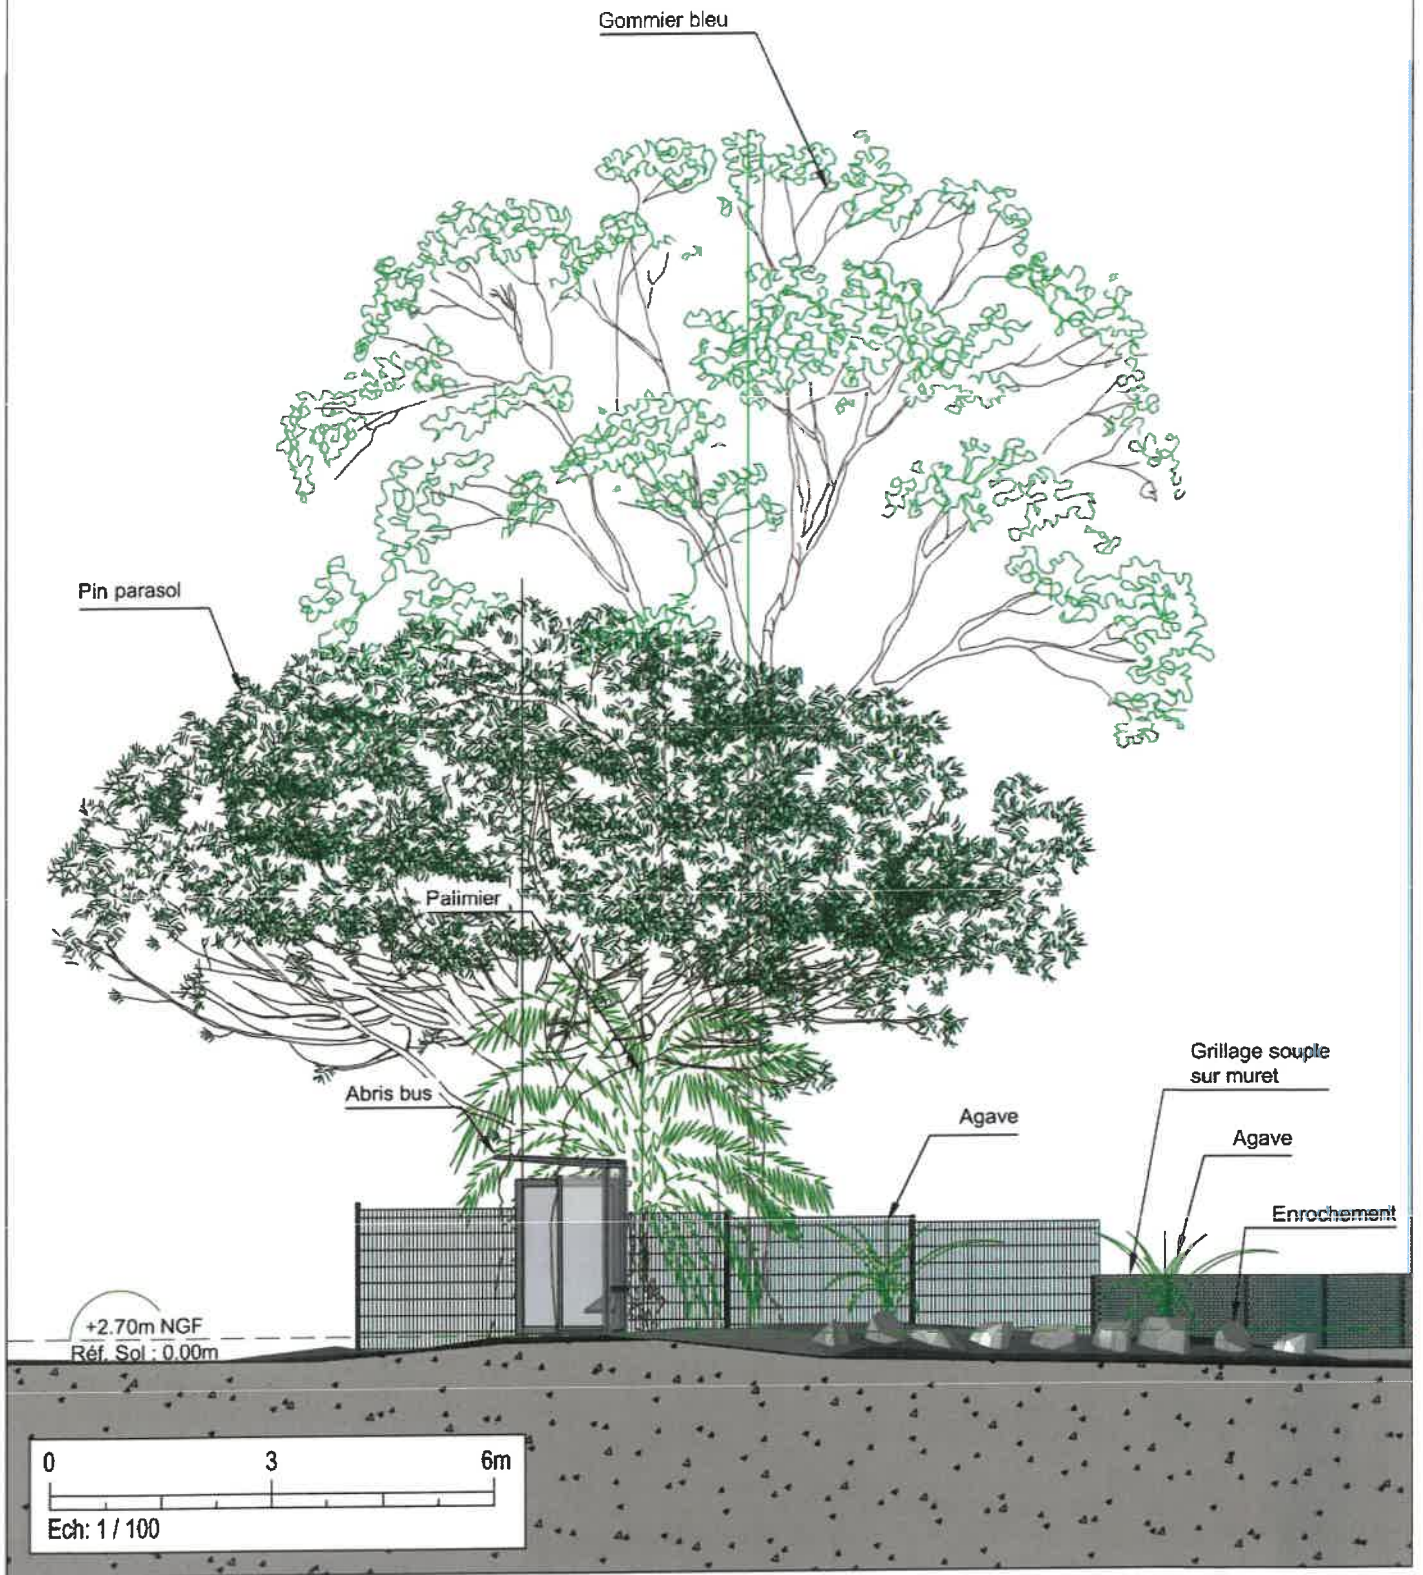 Gommier bleu
Pin parasol
Palimier
Abris bus
Grillage souple
sur muret
Agave
Agave
Enrochement
+2.70m NGF
Réf. Sol : 0.00m
0 3 6m
Ech: 1 / 100